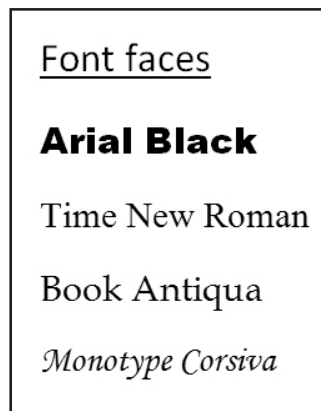 Font faces
Arial Black
Time New Roman
Book Antiqua
Monotype Corsiva